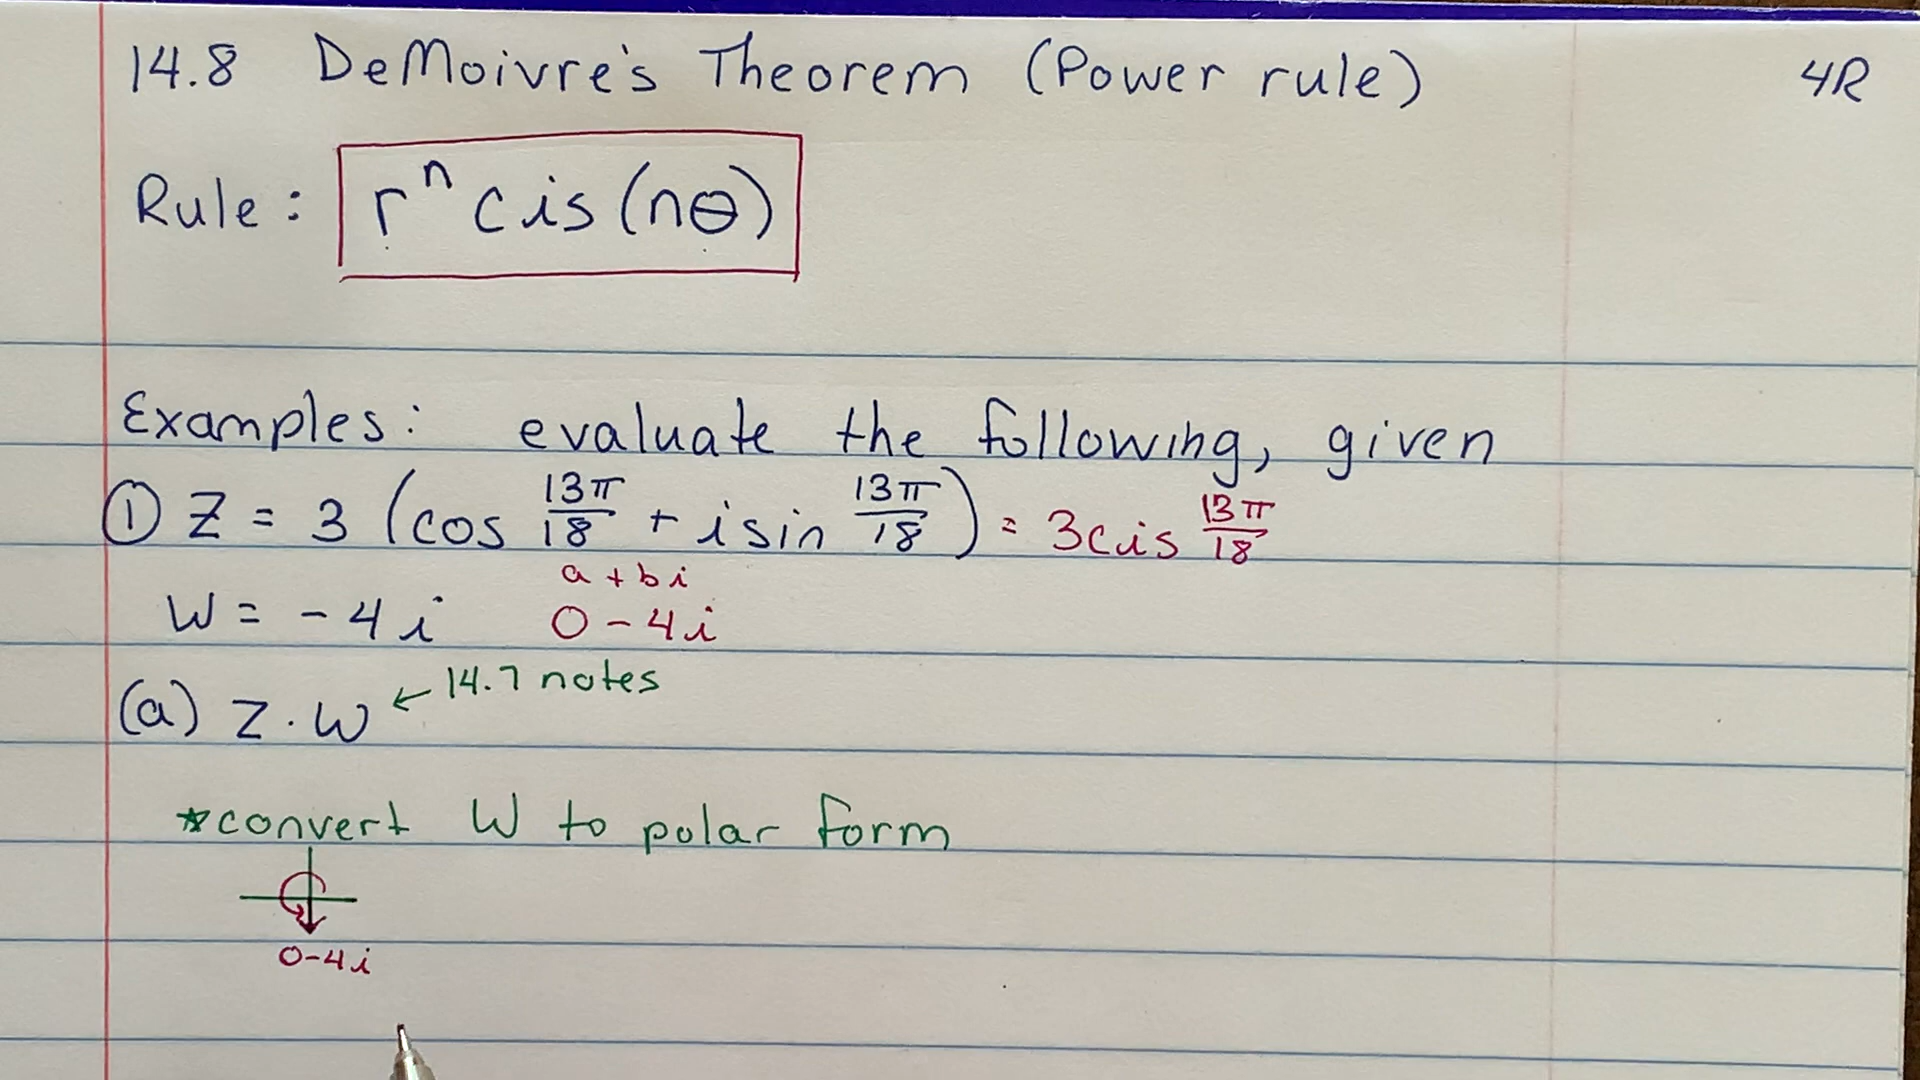 14.8 DeMoivre's Theorem (Power rule) 4R
Rule: rⁿ cis(nθ)
Examples: evaluate the following, given
① Z = 3 (cos 13π/18 + i sin 13π/18) = 3cis 13π/18
a + bi
W = -4i 0-4i
(a) Z · W ← 14.7 notes
*convert W to polar form
0-4i